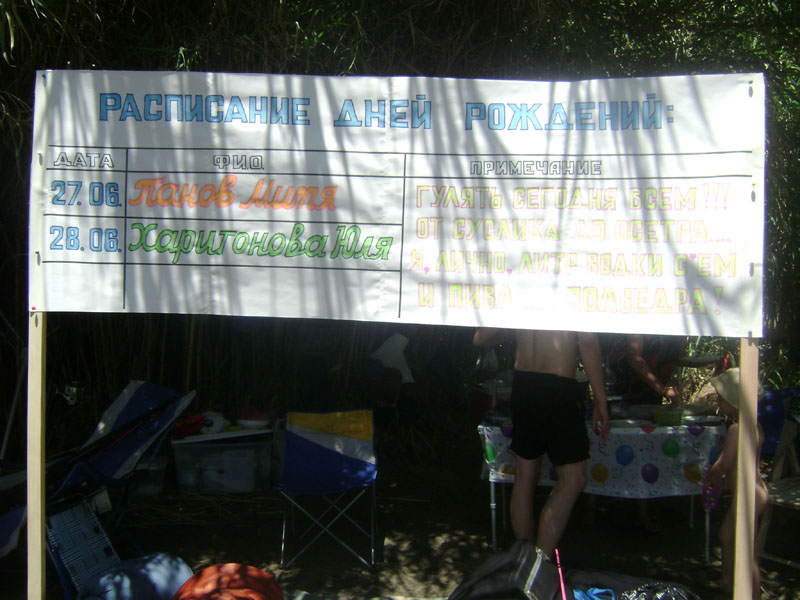 РАСПИСАНИЕ ДНЕЙ РОЖДЕНИЙ:
ДАТА ФИО ПРИМЕЧАНИЕ
27.06. Панов Митя
28.06. Харитонова Юля
ГУЛЯТЬ СЕГОДНЯ ВСЕМ!!!
ОТ СУСЛИКА ДО ОСЕТРА....
Я, ЛИЧНО, ЛИТР ВОДКИ С'ЕМ
И ПИВА ... ПОЛВЕДРА!